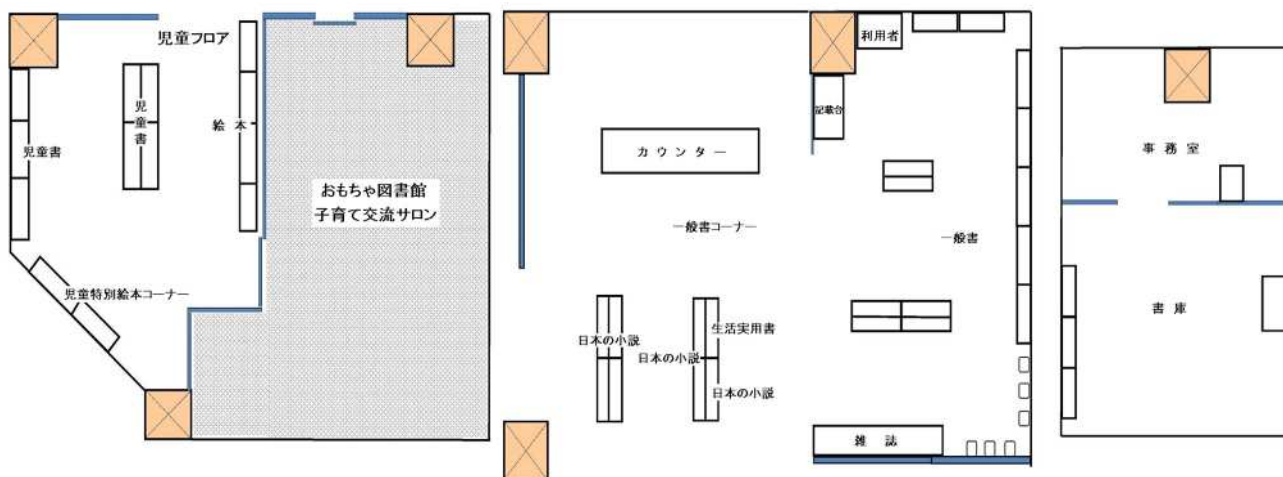 児童フロア
児童書
絵本
児童書
おもちゃ図書館
子育て交流サロン
児童特別絵本コーナー
利用者
記載台
カウンター
一般書コーナー
一般書
生活実用書
日本の小説
日本の小説
日本の小説
雑誌
事務室
書庫